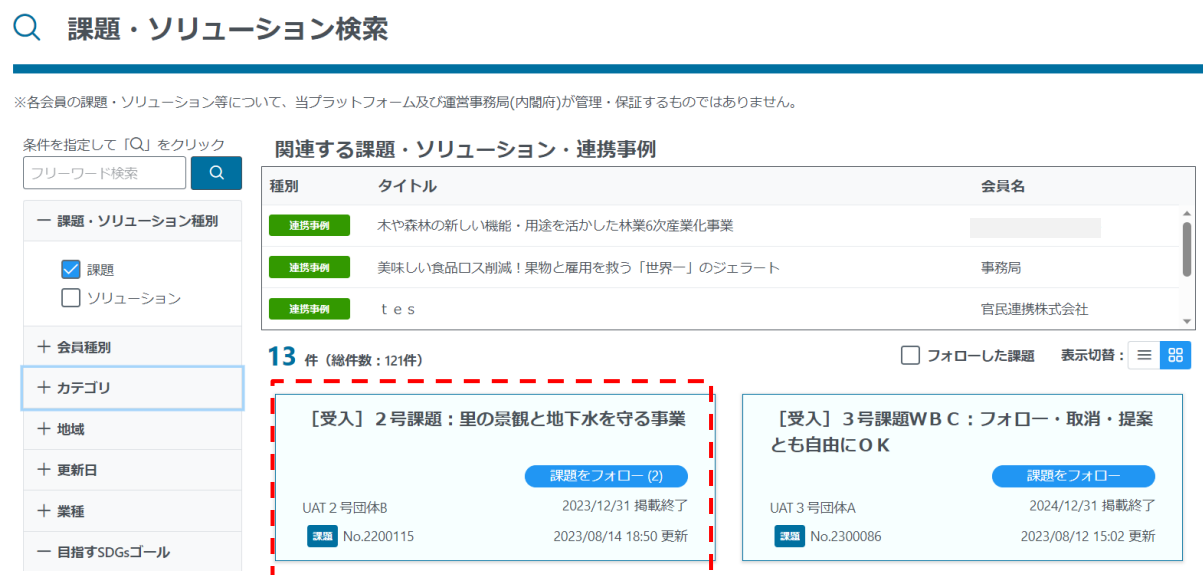 課題・ソリューション検索
※各会員の課題・ソリューション等について、当プラットフォーム及び運営事務局(内閣府)が管理・保証するものではありません。
条件を指定して「Q」をクリック
フリーワード検索
ー 課題・ソリューション種別
課題
ソリューション
＋ 会員種別
＋ カテゴリ
＋ 地域
＋ 更新日
＋ 業種
ー 目指すSDGsゴール
関連する課題・ソリューション・連携事例
種別 タイトル 会員名
連携事例 木や森林の新しい機能・用途を活かした林業6次産業化事業
連携事例 美味しい食品ロス削減！果物と雇用を救う「世界一」のジェラート 事務局
連携事例 ｔｅｓ 官民連携株式会社
13 件（総件数：121件）
フォローした課題 表示切替：
［受入］２号課題：里の景観と地下水を守る事業
課題をフォロー (2)
UAT２号団体B 2023/12/31 掲載終了
課題 No.2200115 2023/08/14 18:50 更新
［受入］３号課題ＷＢＣ：フォロー・取消・提案
とも自由にＯＫ
課題をフォロー
UAT３号団体A 2024/12/31 掲載終了
課題 No.2300086 2023/08/12 15:02 更新